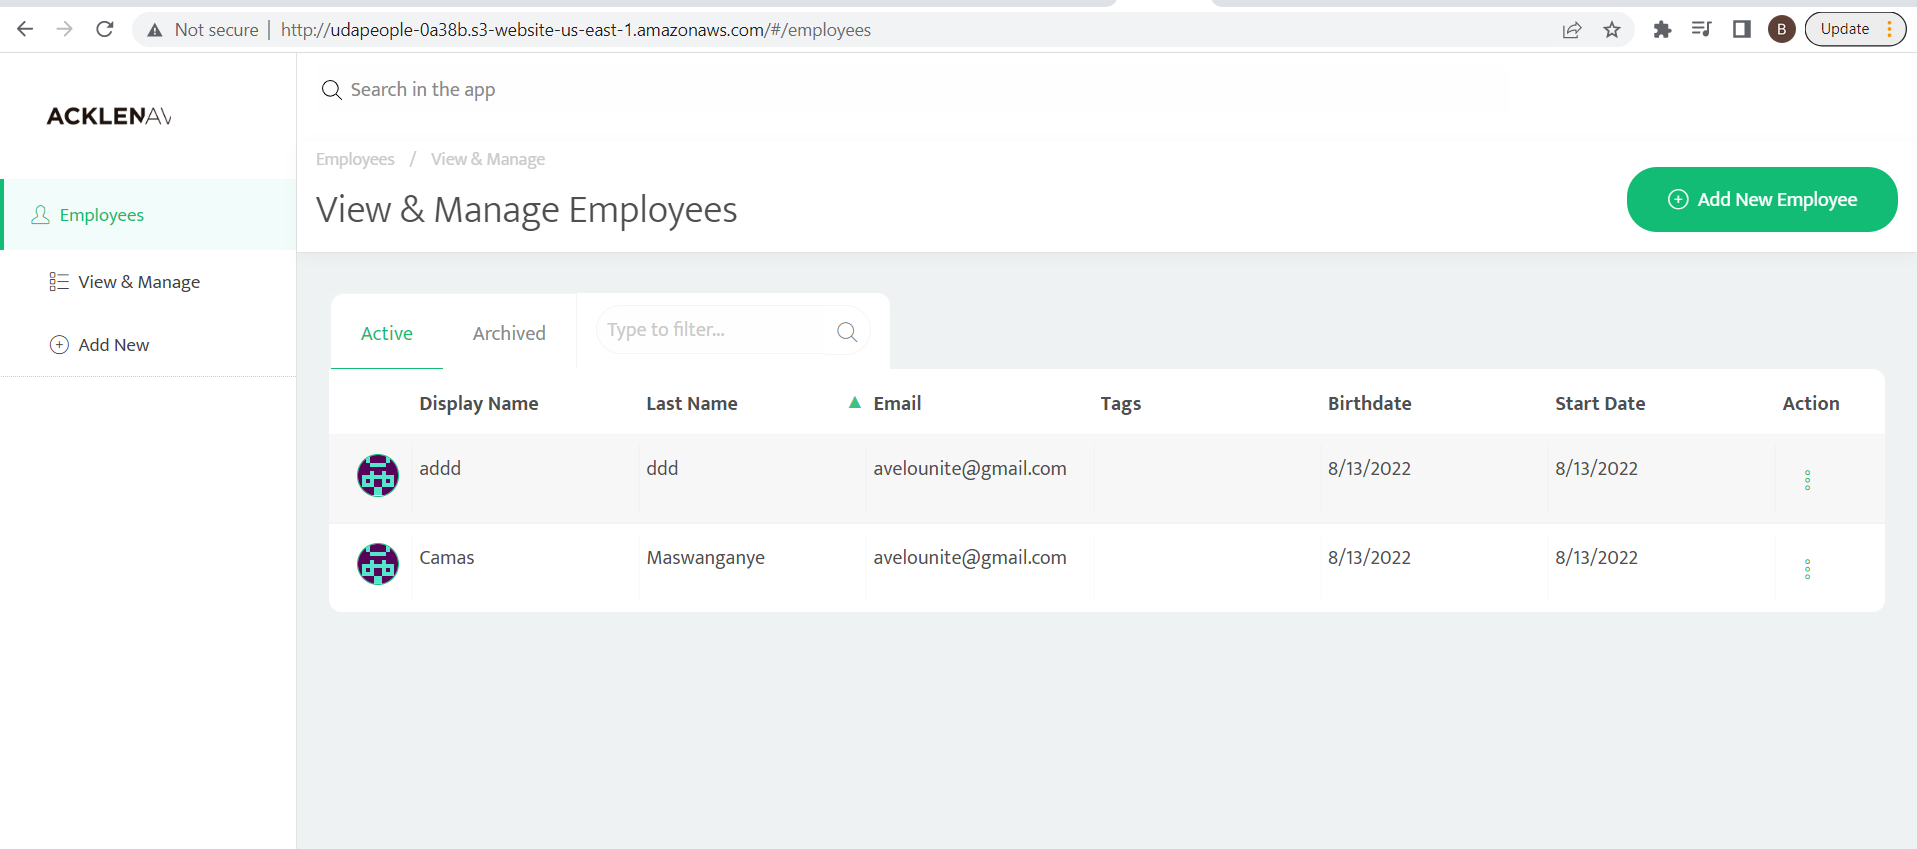 Not secure | http://udapeople-0a38b.s3-website-us-east-1.amazonaws.com/#/employees B Update
Search in the app
ACKLENAV
Employees / View & Manage
View & Manage Employees
Add New Employee
Employees
View & Manage
Add New
Active Archived Type to filter...
Display Name Last Name ▲ Email Tags Birthdate Start Date Action
addd ddd avelounite@gmail.com 8/13/2022 8/13/2022
Camas Maswanganye avelounite@gmail.com 8/13/2022 8/13/2022